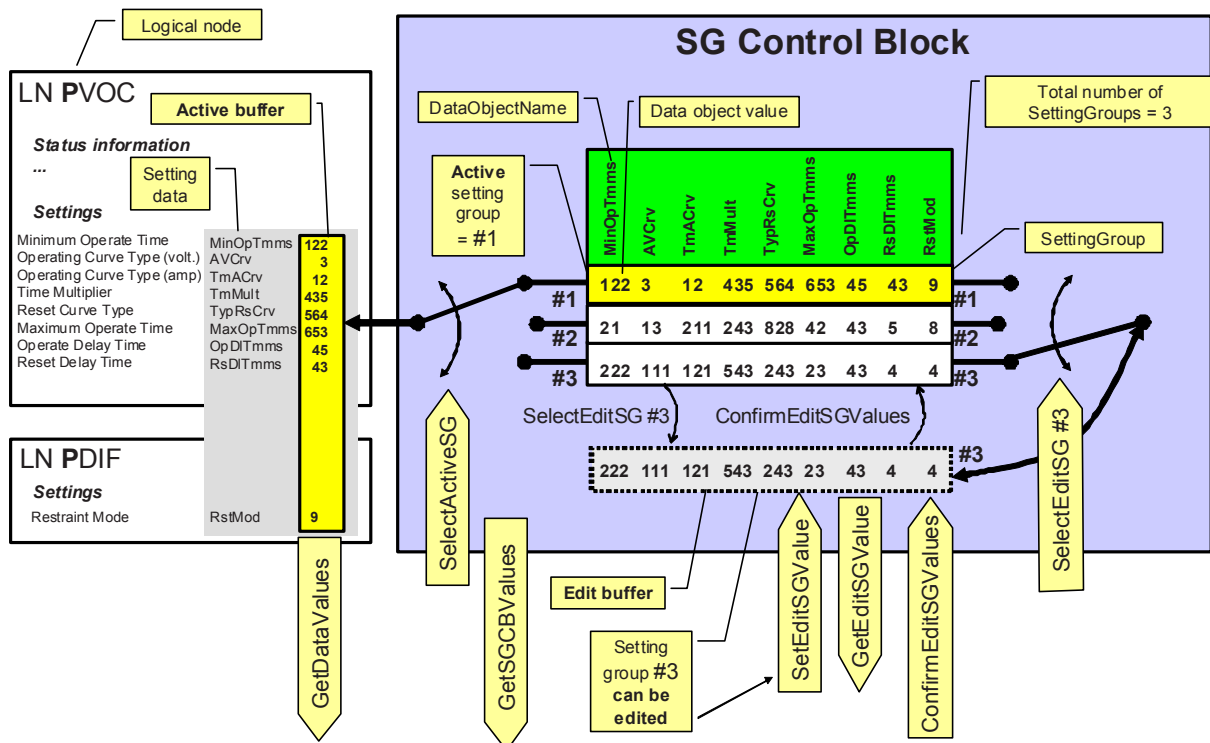 Logical node
SG Control Block
LN PVOC
Active buffer
Status information
...
Setting
data
Settings
Minimum Operate Time MinOpTmms 122
Operating Curve Type (volt.) AVCrv 3
Operating Curve Type (amp) TmACrv 12
Time Multiplier TmMult 435
Reset Curve Type TypRsCrv 564
Maximum Operate Time MaxOpTmms 653
Operate Delay Time OpDlTmms 45
Reset Delay Time RsDlTmms 43
LN PDIF
Settings
Restraint Mode RstMod 9
GetDataValues
SelectActiveSG
GetSGCBValues
DataObjectName
Data object value
Total number of
SettingGroups = 3
Active
setting
group
= #1
SettingGroup
MinOpTmms AVCrv TmACrv TmMult TypRsCrv MaxOpTmms OpDlTmms RsDlTmms RstMod
#1 122 3 12 435 564 653 45 43 9 #1
#2 21 13 211 243 828 42 43 5 8 #2
#3 222 111 121 543 243 23 43 4 4 #3
SelectEditSG #3
ConfirmEditSGValues
222 111 121 543 243 23 43 4 4 #3
Edit buffer
Setting
group #3
can be
edited
SetEditSGValue
GetEditSGValue
ConfirmEditSGValues
SelectEditSG #3